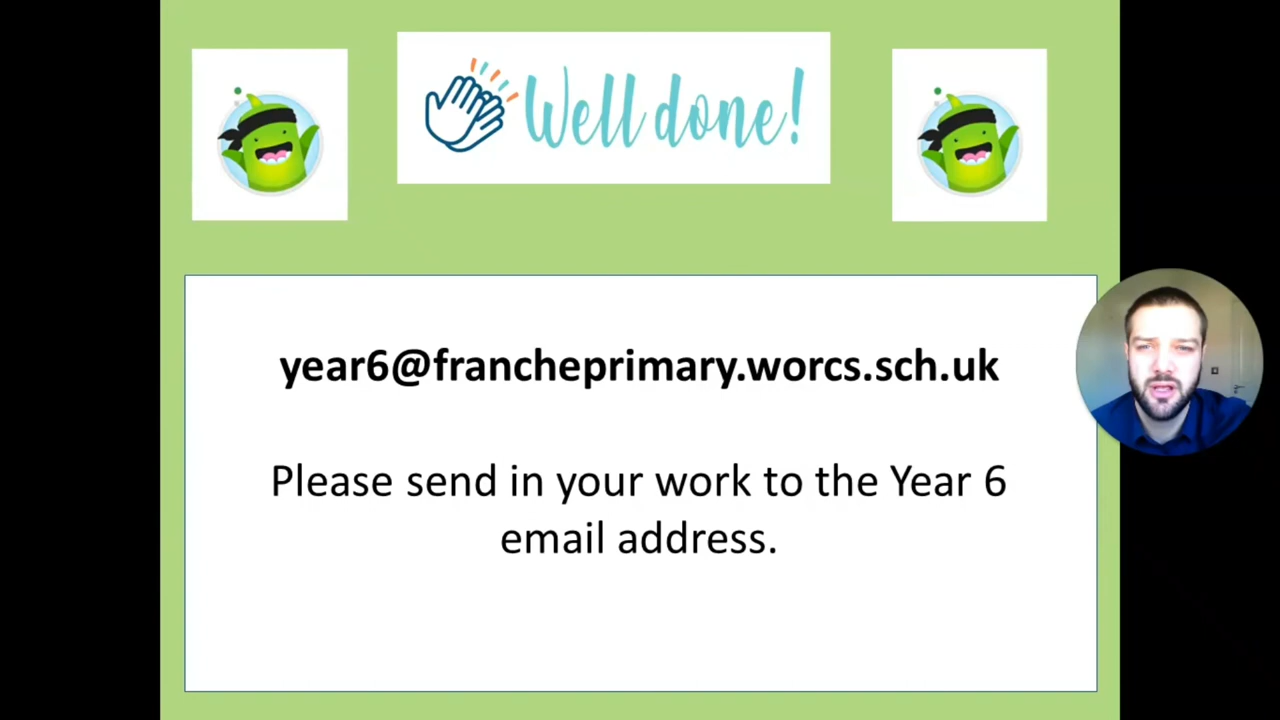 Well done!
year6@francheprimary.worcs.sch.uk
Please send in your work to the Year 6
email address.